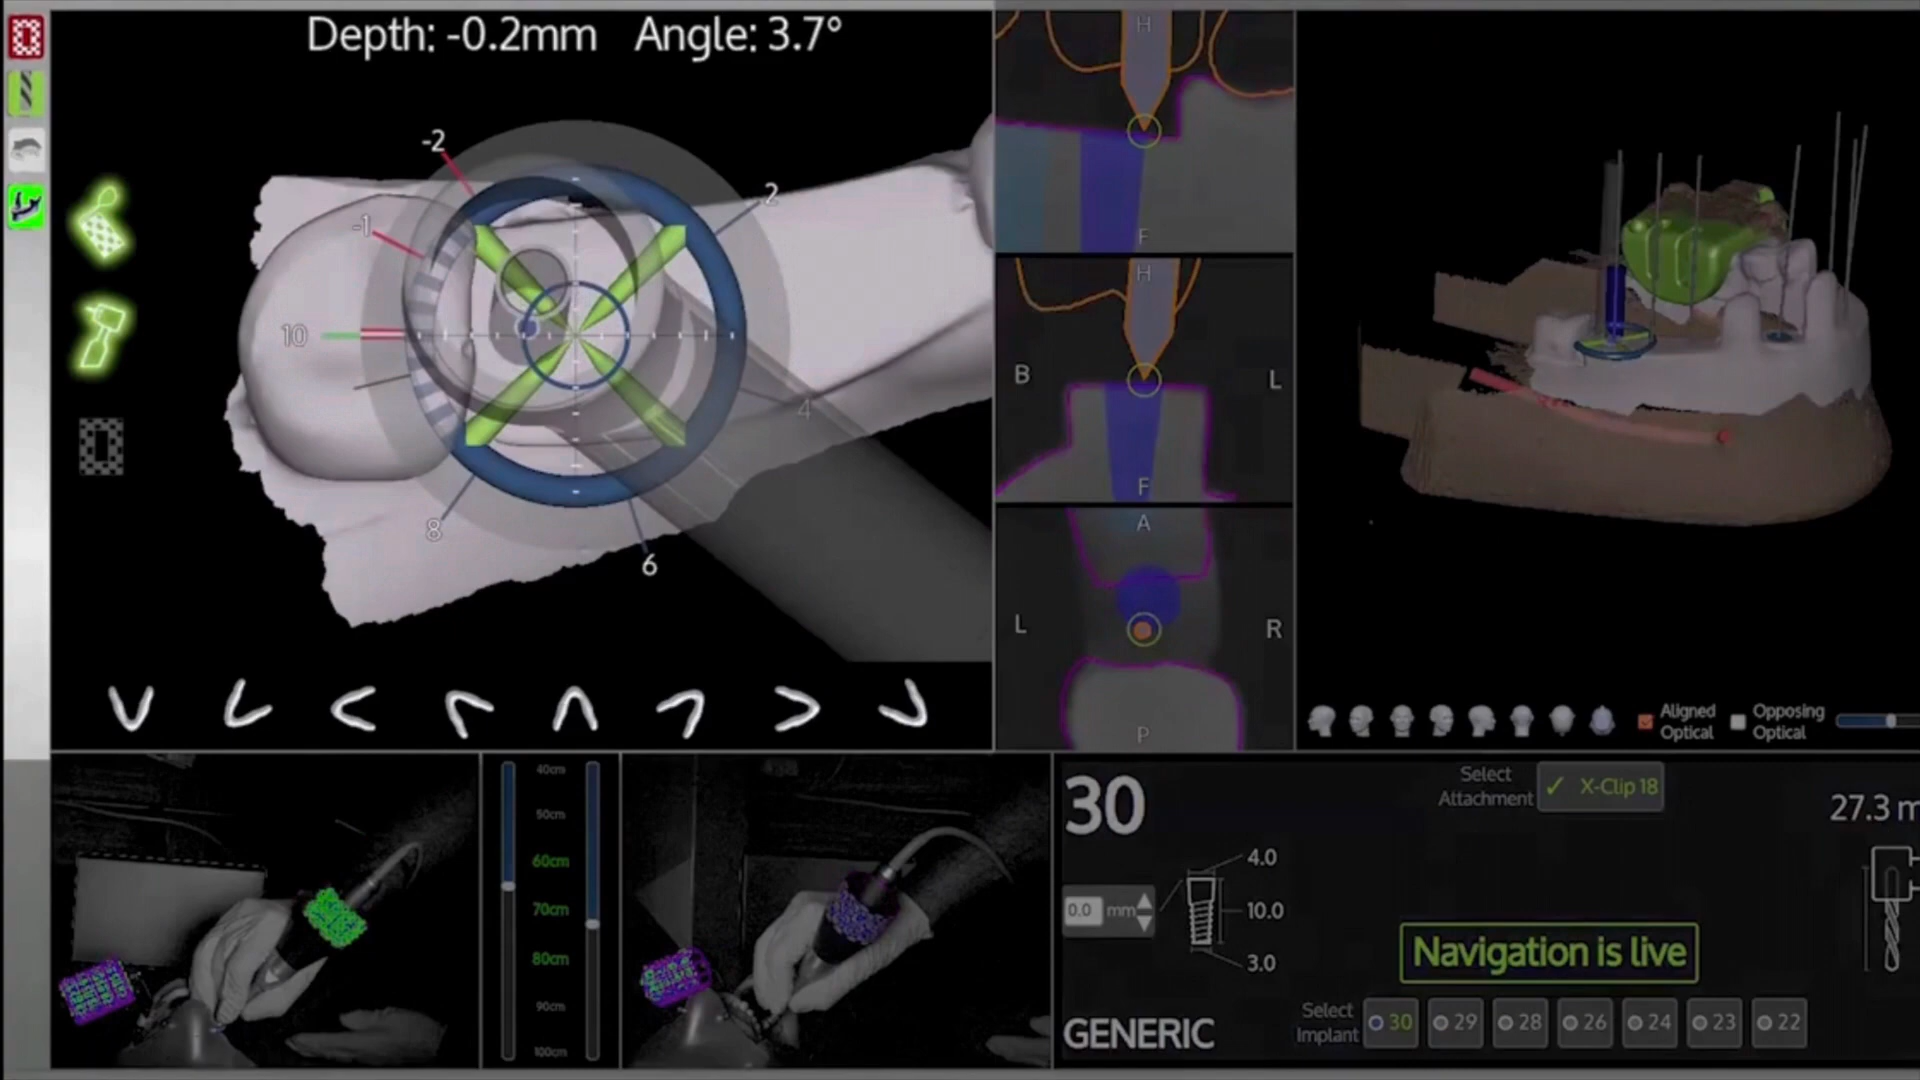 Depth: -0.2mm Angle: 3.7°
-2
2
-1
10
4
8
6
H
F
H
B
L
F
A
L
R
P
Aligned
Optical
Opposing
Optical
40cm
50cm
60cm
70cm
80cm
90cm
100cm
30
Select
Attachment
✓ X-Clip 18
27.3 m
4.0
0.0 mm
10.0
3.0
Navigation is live
GENERIC
Select
Implant
30 29 28 26 24 23 22